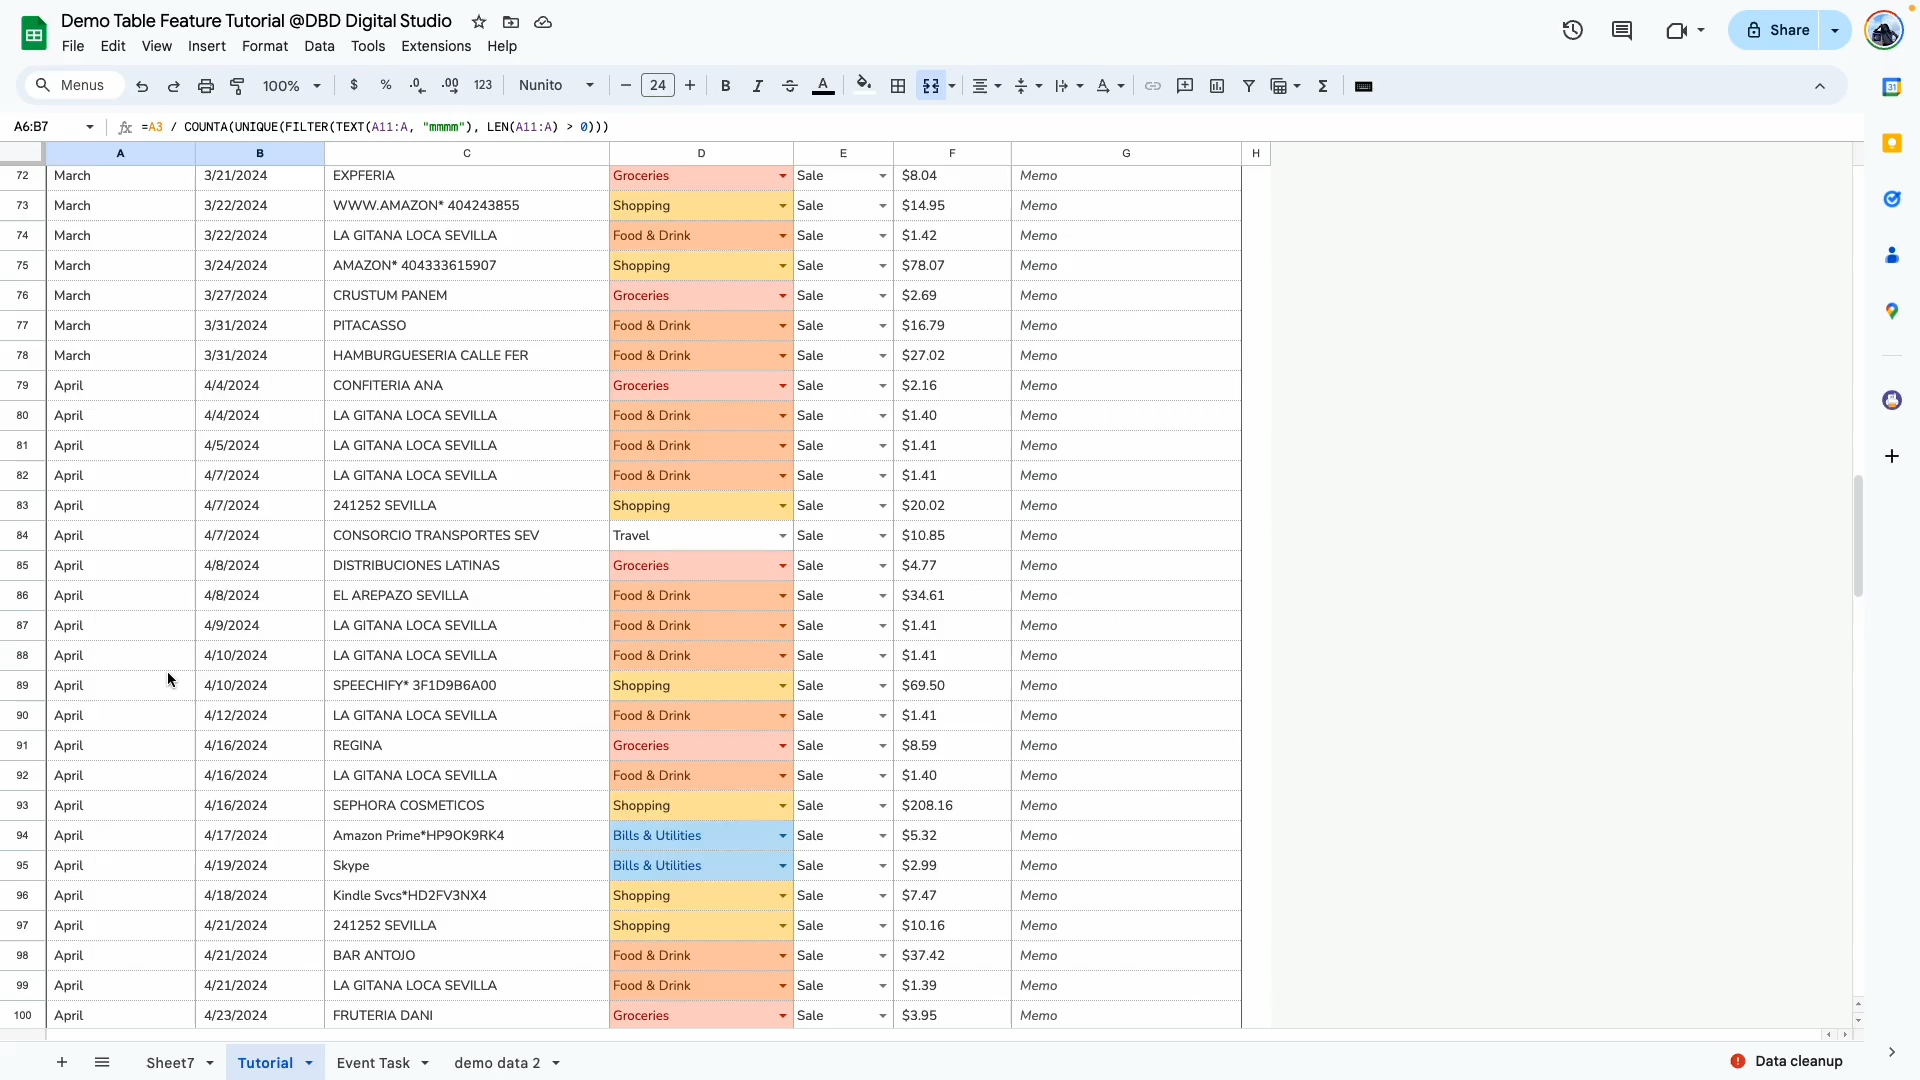 Demo Table Feature Tutorial @DBD Digital Studio
File Edit View Insert Format Data Tools Extensions Help
Share
Menus 100% $ % .0 .00 123 Nunito 24 B I A
A6:B7 fx =A3 / COUNTA(UNIQUE(FILTER(TEXT(A11:A, "mmmm"), LEN(A11:A) > 0)))
A B C D E F G H
72 March 3/21/2024 EXPFERIA Groceries Sale $8.04 Memo
73 March 3/22/2024 WWW.AMAZON* 404243855 Shopping Sale $14.95 Memo
74 March 3/22/2024 LA GITANA LOCA SEVILLA Food & Drink Sale $1.42 Memo
75 March 3/24/2024 AMAZON* 404333615907 Shopping Sale $78.07 Memo
76 March 3/27/2024 CRUSTUM PANEM Groceries Sale $2.69 Memo
77 March 3/31/2024 PITACASSO Food & Drink Sale $16.79 Memo
78 March 3/31/2024 HAMBURGUESERIA CALLE FER Food & Drink Sale $27.02 Memo
79 April 4/4/2024 CONFITERIA ANA Groceries Sale $2.16 Memo
80 April 4/4/2024 LA GITANA LOCA SEVILLA Food & Drink Sale $1.40 Memo
81 April 4/5/2024 LA GITANA LOCA SEVILLA Food & Drink Sale $1.41 Memo
82 April 4/7/2024 LA GITANA LOCA SEVILLA Food & Drink Sale $1.41 Memo
83 April 4/7/2024 241252 SEVILLA Shopping Sale $20.02 Memo
84 April 4/7/2024 CONSORCIO TRANSPORTES SEV Travel Sale $10.85 Memo
85 April 4/8/2024 DISTRIBUCIONES LATINAS Groceries Sale $4.77 Memo
86 April 4/8/2024 EL AREPAZO SEVILLA Food & Drink Sale $34.61 Memo
87 April 4/9/2024 LA GITANA LOCA SEVILLA Food & Drink Sale $1.41 Memo
88 April 4/10/2024 LA GITANA LOCA SEVILLA Food & Drink Sale $1.41 Memo
89 April 4/10/2024 SPEECHIFY* 3F1D9B6A00 Shopping Sale $69.50 Memo
90 April 4/12/2024 LA GITANA LOCA SEVILLA Food & Drink Sale $1.41 Memo
91 April 4/16/2024 REGINA Groceries Sale $8.59 Memo
92 April 4/16/2024 LA GITANA LOCA SEVILLA Food & Drink Sale $1.40 Memo
93 April 4/16/2024 SEPHORA COSMETICOS Shopping Sale $208.16 Memo
94 April 4/17/2024 Amazon Prime*HP9OK9RK4 Bills & Utilities Sale $5.32 Memo
95 April 4/19/2024 Skype Bills & Utilities Sale $2.99 Memo
96 April 4/18/2024 Kindle Svcs*HD2FV3NX4 Shopping Sale $7.47 Memo
97 April 4/21/2024 241252 SEVILLA Shopping Sale $10.16 Memo
98 April 4/21/2024 BAR ANTOJO Food & Drink Sale $37.42 Memo
99 April 4/21/2024 LA GITANA LOCA SEVILLA Food & Drink Sale $1.39 Memo
100 April 4/23/2024 FRUTERIA DANI Groceries Sale $3.95 Memo
Sheet7 Tutorial Event Task demo data 2 Data cleanup